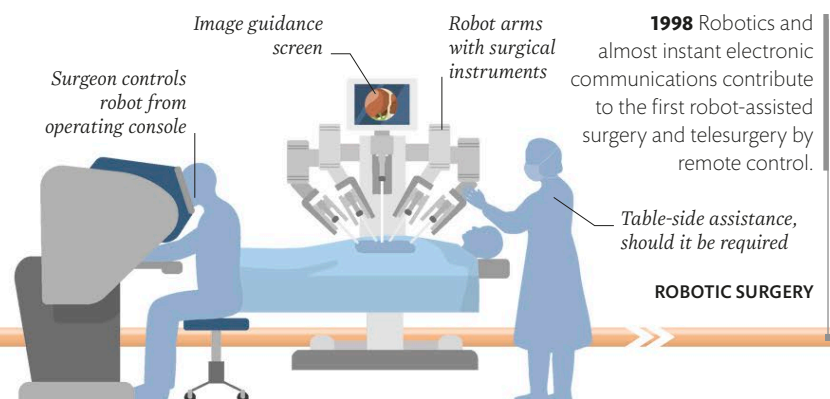 Image guidance
screen
Robot arms
with surgical
instruments
Surgeon controls
robot from
operating console
1998 Robotics and
almost instant electronic
communications contribute
to the first robot-assisted
surgery and telesurgery by
remote control.
Table-side assistance,
should it be required
ROBOTIC SURGERY